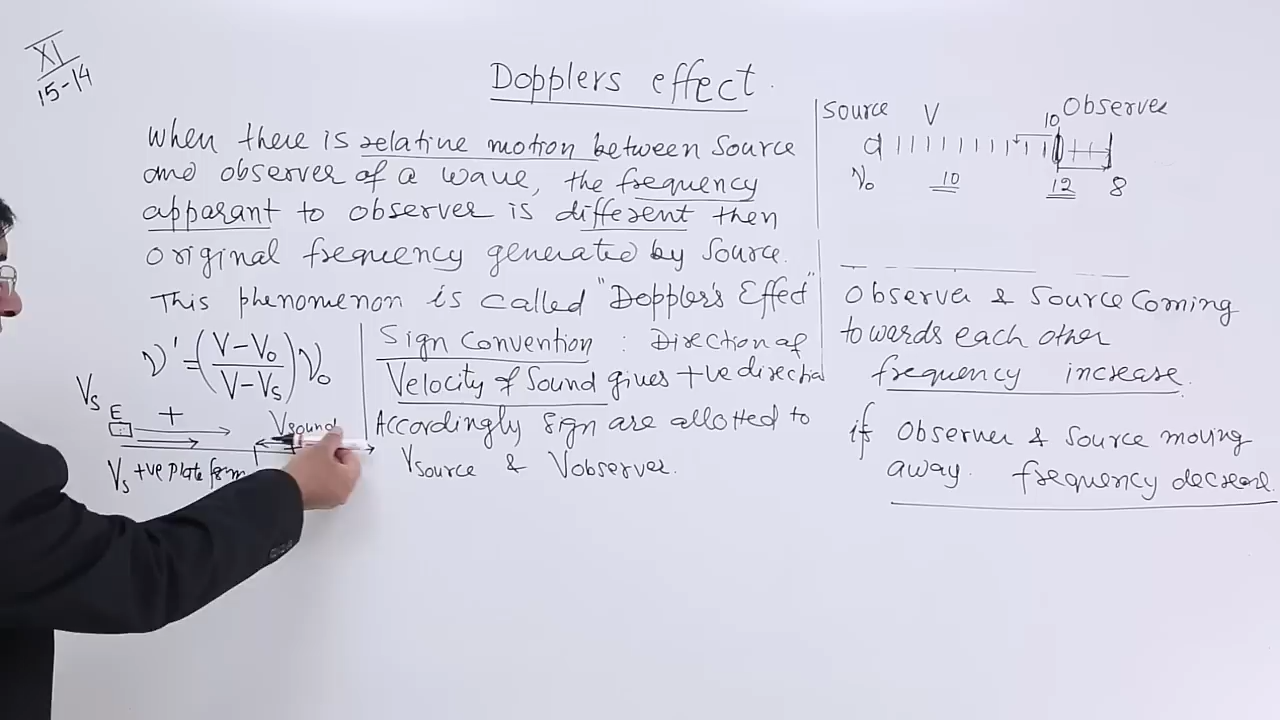 XI
15-14
Dopplers effect.
When there is relative motion between Source
and observer of a wave, the frequency
apparant to observer is different then
original frequency generated by Source.
This phenomenon is called "Doppler's Effect"
ν' = (V-Vo / V-Vs) νo
Vs
E
+
Vsound
+
Vs +ve plate form
Sign Convention : Direction of
Velocity of Sound gives +ve direction
Accordingly Sign are allotted to
Vsource & Vobserver.
Source V 10 Observer
νo 10 12 8
Observer & Source Coming
towards each other
frequency increase.
if Observer & Source moving
away. frequency decrease.